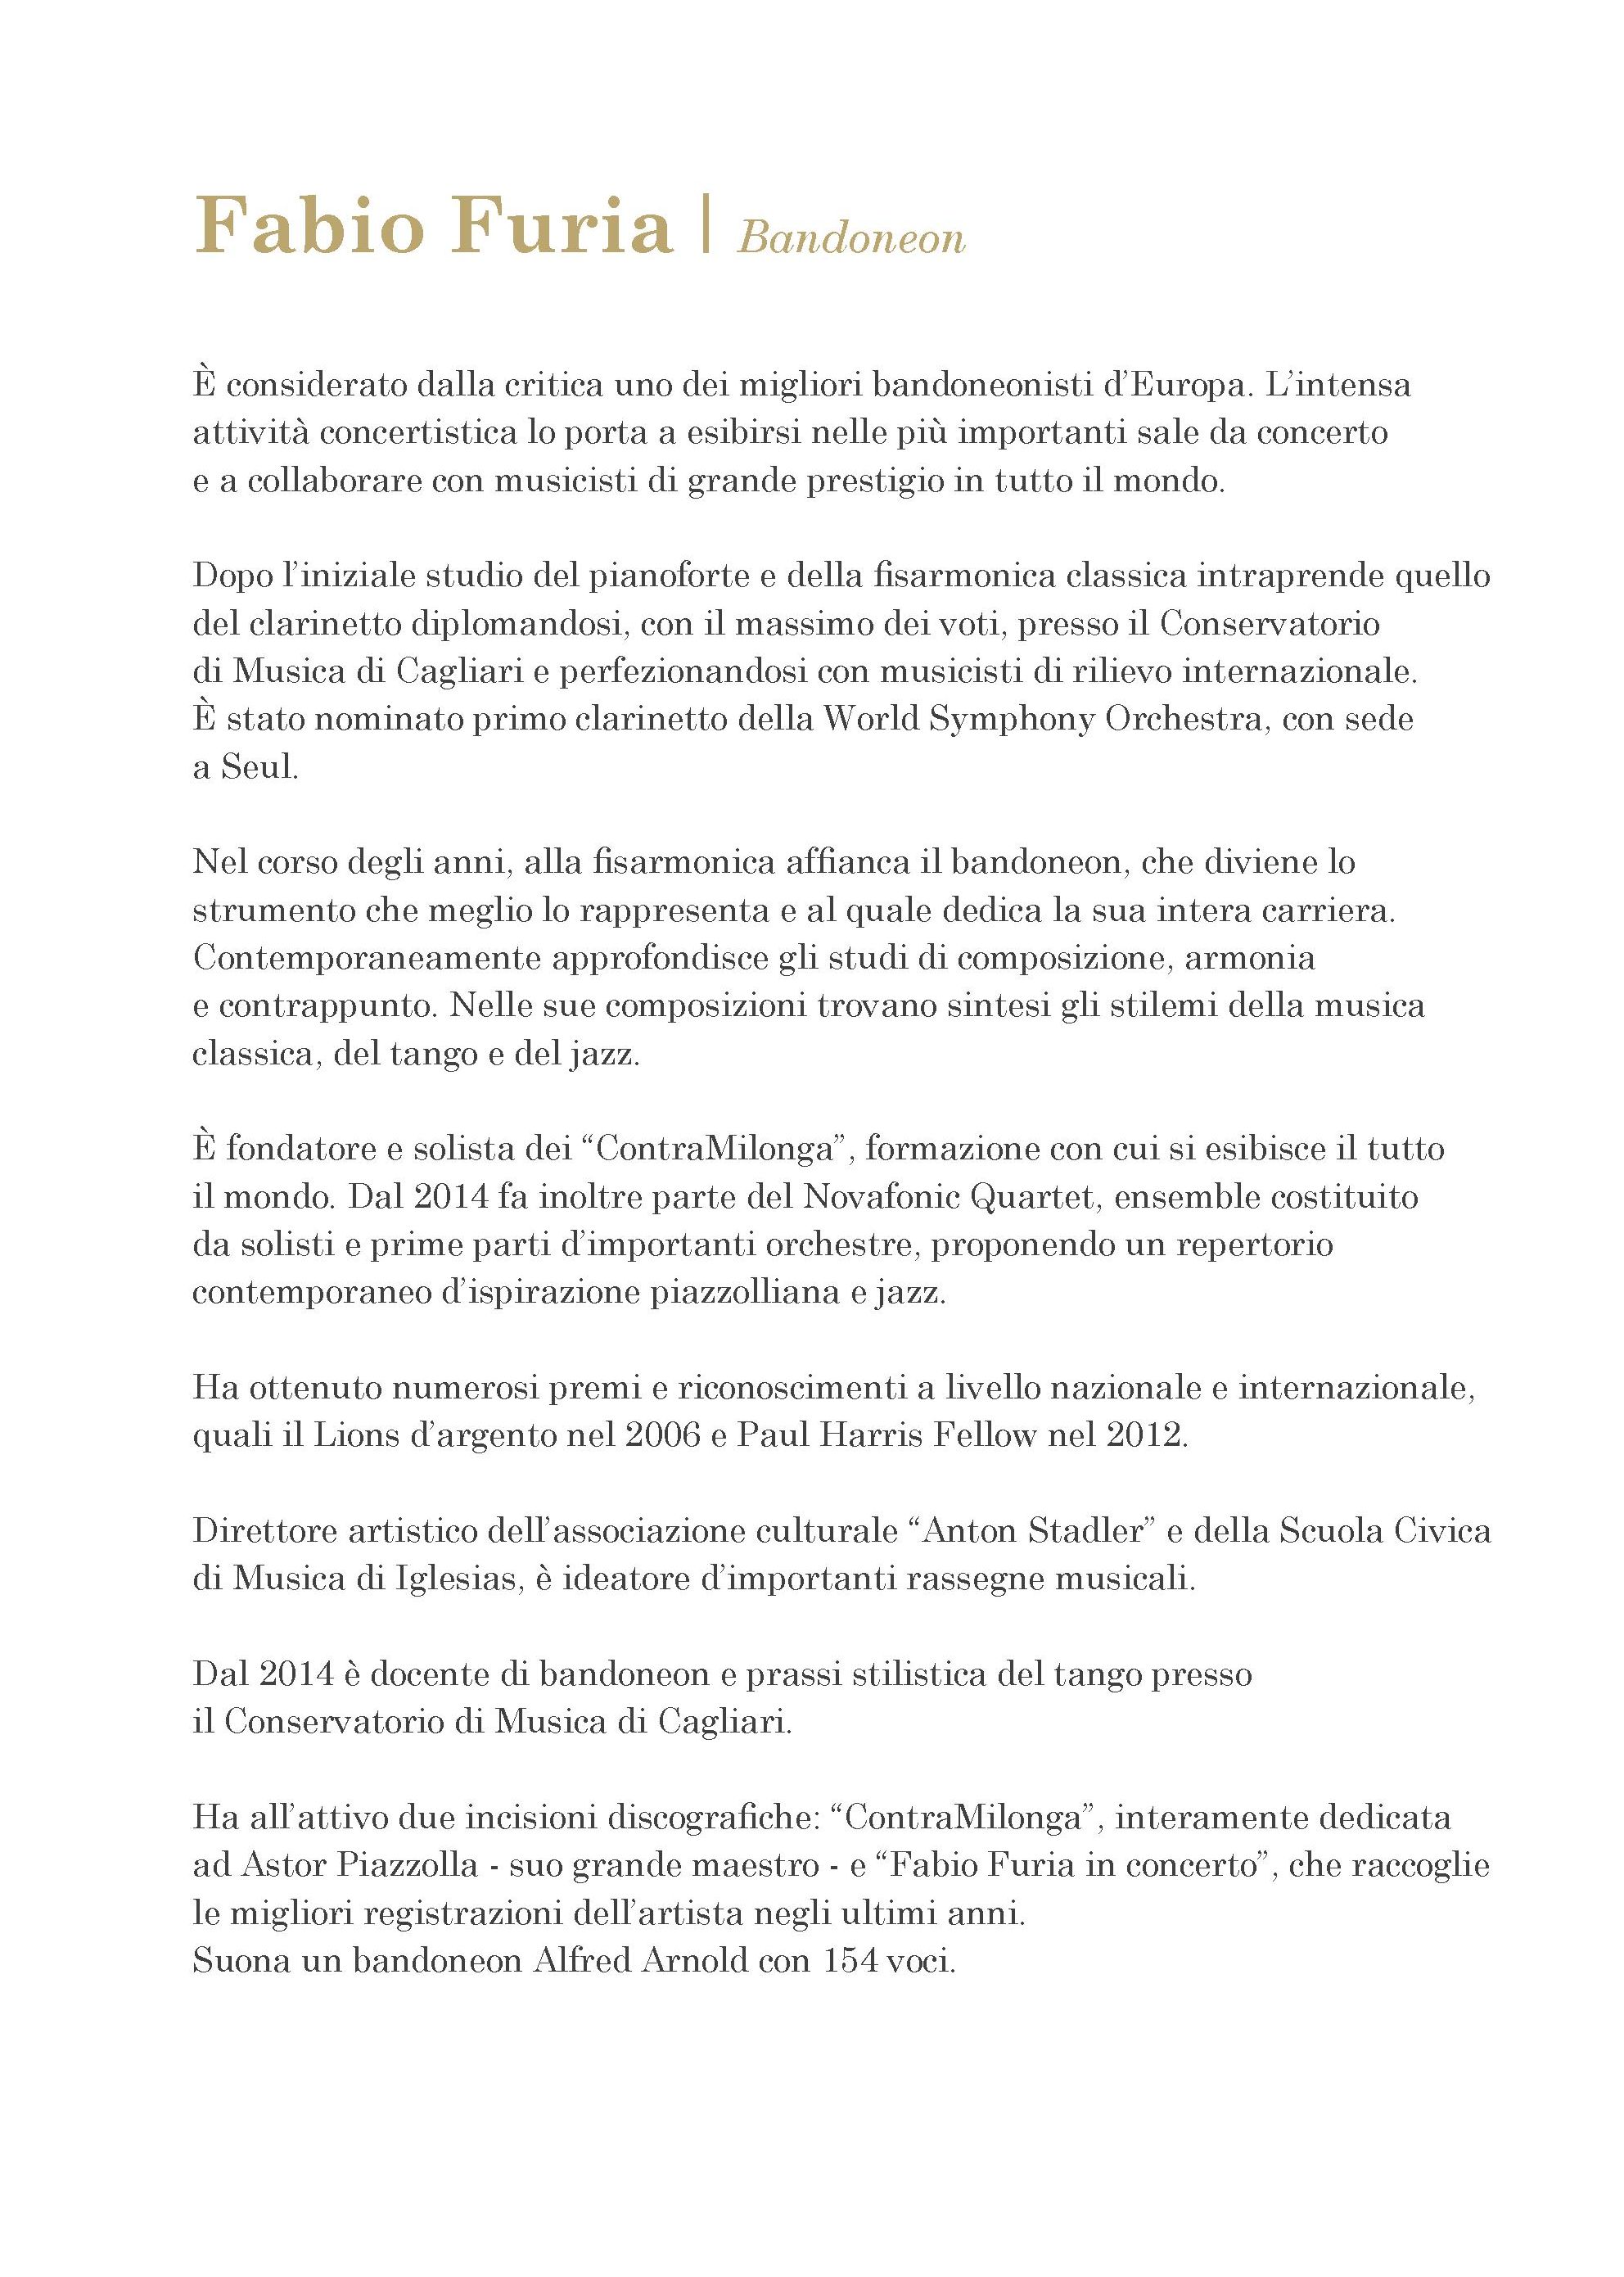 Fabio Furia | Bandoneon
È considerato dalla critica uno dei migliori bandoneonisti d’Europa. L’intensa
attività concertistica lo porta a esibirsi nelle più importanti sale da concerto
e a collaborare con musicisti di grande prestigio in tutto il mondo.
Dopo l’iniziale studio del pianoforte e della fisarmonica classica intraprende quello
del clarinetto diplomandosi, con il massimo dei voti, presso il Conservatorio
di Musica di Cagliari e perfezionandosi con musicisti di rilievo internazionale.
È stato nominato primo clarinetto della World Symphony Orchestra, con sede
a Seul.
Nel corso degli anni, alla fisarmonica affianca il bandoneon, che diviene lo
strumento che meglio lo rappresenta e al quale dedica la sua intera carriera.
Contemporaneamente approfondisce gli studi di composizione, armonia
e contrappunto. Nelle sue composizioni trovano sintesi gli stilemi della musica
classica, del tango e del jazz.
È fondatore e solista dei “ContraMilonga”, formazione con cui si esibisce il tutto
il mondo. Dal 2014 fa inoltre parte del Novafonic Quartet, ensemble costituito
da solisti e prime parti d’importanti orchestre, proponendo un repertorio
contemporaneo d’ispirazione piazzolliana e jazz.
Ha ottenuto numerosi premi e riconoscimenti a livello nazionale e internazionale,
quali il Lions d’argento nel 2006 e Paul Harris Fellow nel 2012.
Direttore artistico dell’associazione culturale “Anton Stadler” e della Scuola Civica
di Musica di Iglesias, è ideatore d’importanti rassegne musicali.
Dal 2014 è docente di bandoneon e prassi stilistica del tango presso
il Conservatorio di Musica di Cagliari.
Ha all’attivo due incisioni discografiche: “ContraMilonga”, interamente dedicata
ad Astor Piazzolla - suo grande maestro - e “Fabio Furia in concerto”, che raccoglie
le migliori registrazioni dell’artista negli ultimi anni.
Suona un bandoneon Alfred Arnold con 154 voci.